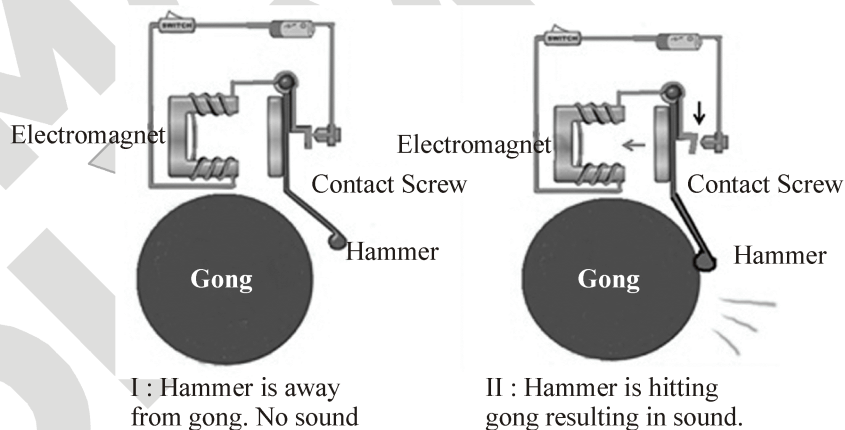 SWITCH
SWITCH
Electromagnet
Electromagnet
Contact Screw
Contact Screw
Hammer
Hammer
Gong
Gong
I : Hammer is away
from gong. No sound
II : Hammer is hitting
gong resulting in sound.